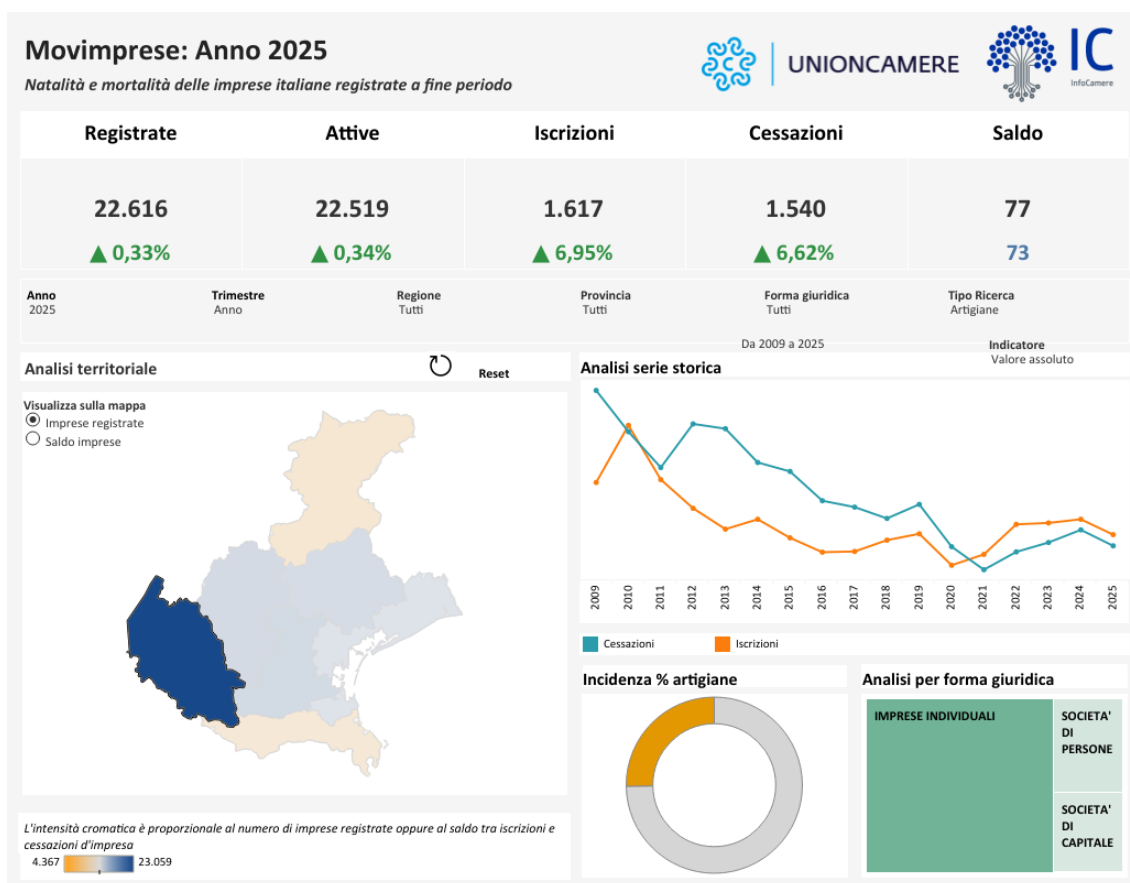 Movimprese: Anno 2025
Natalità e mortalità delle imprese italiane registrate a fine periodo
UNIONCAMERE
IC
InfoCamere
Registrate Attive Iscrizioni Cessazioni Saldo
22.616 22.519 1.617 1.540 77
▲ 0,33% ▲ 0,34% ▲ 6,95% ▲ 6,62% 73
Anno Trimestre Regione Provincia Forma giuridica Tipo Ricerca
2025 Anno Tutti Tutti Tutti Artigiane
Da 2009 a 2025 Indicatore
Valore assoluto
Analisi territoriale
Reset
Visualizza sulla mappa
Imprese registrate
Saldo imprese
L'intensità cromatica è proporzionale al numero di imprese registrate oppure al saldo tra iscrizioni e
cessazioni d'impresa
4.367 23.059
Analisi serie storica
2009 2010 2011 2012 2013 2014 2015 2016 2017 2018 2019 2020 2021 2022 2023 2024 2025
Cessazioni Iscrizioni
Incidenza % artigiane
Analisi per forma giuridica
IMPRESE INDIVIDUALI
SOCIETA'
DI
PERSONE
SOCIETA'
DI
CAPITALE